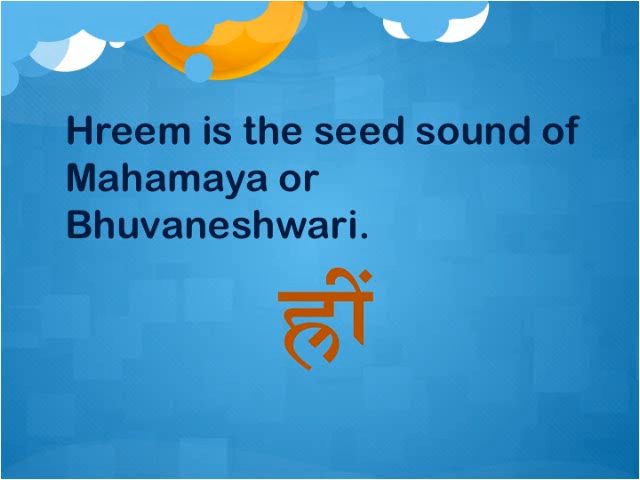 Hreem is the seed sound of
Mahamaya or
Bhuvaneshwari.
ह्रीं